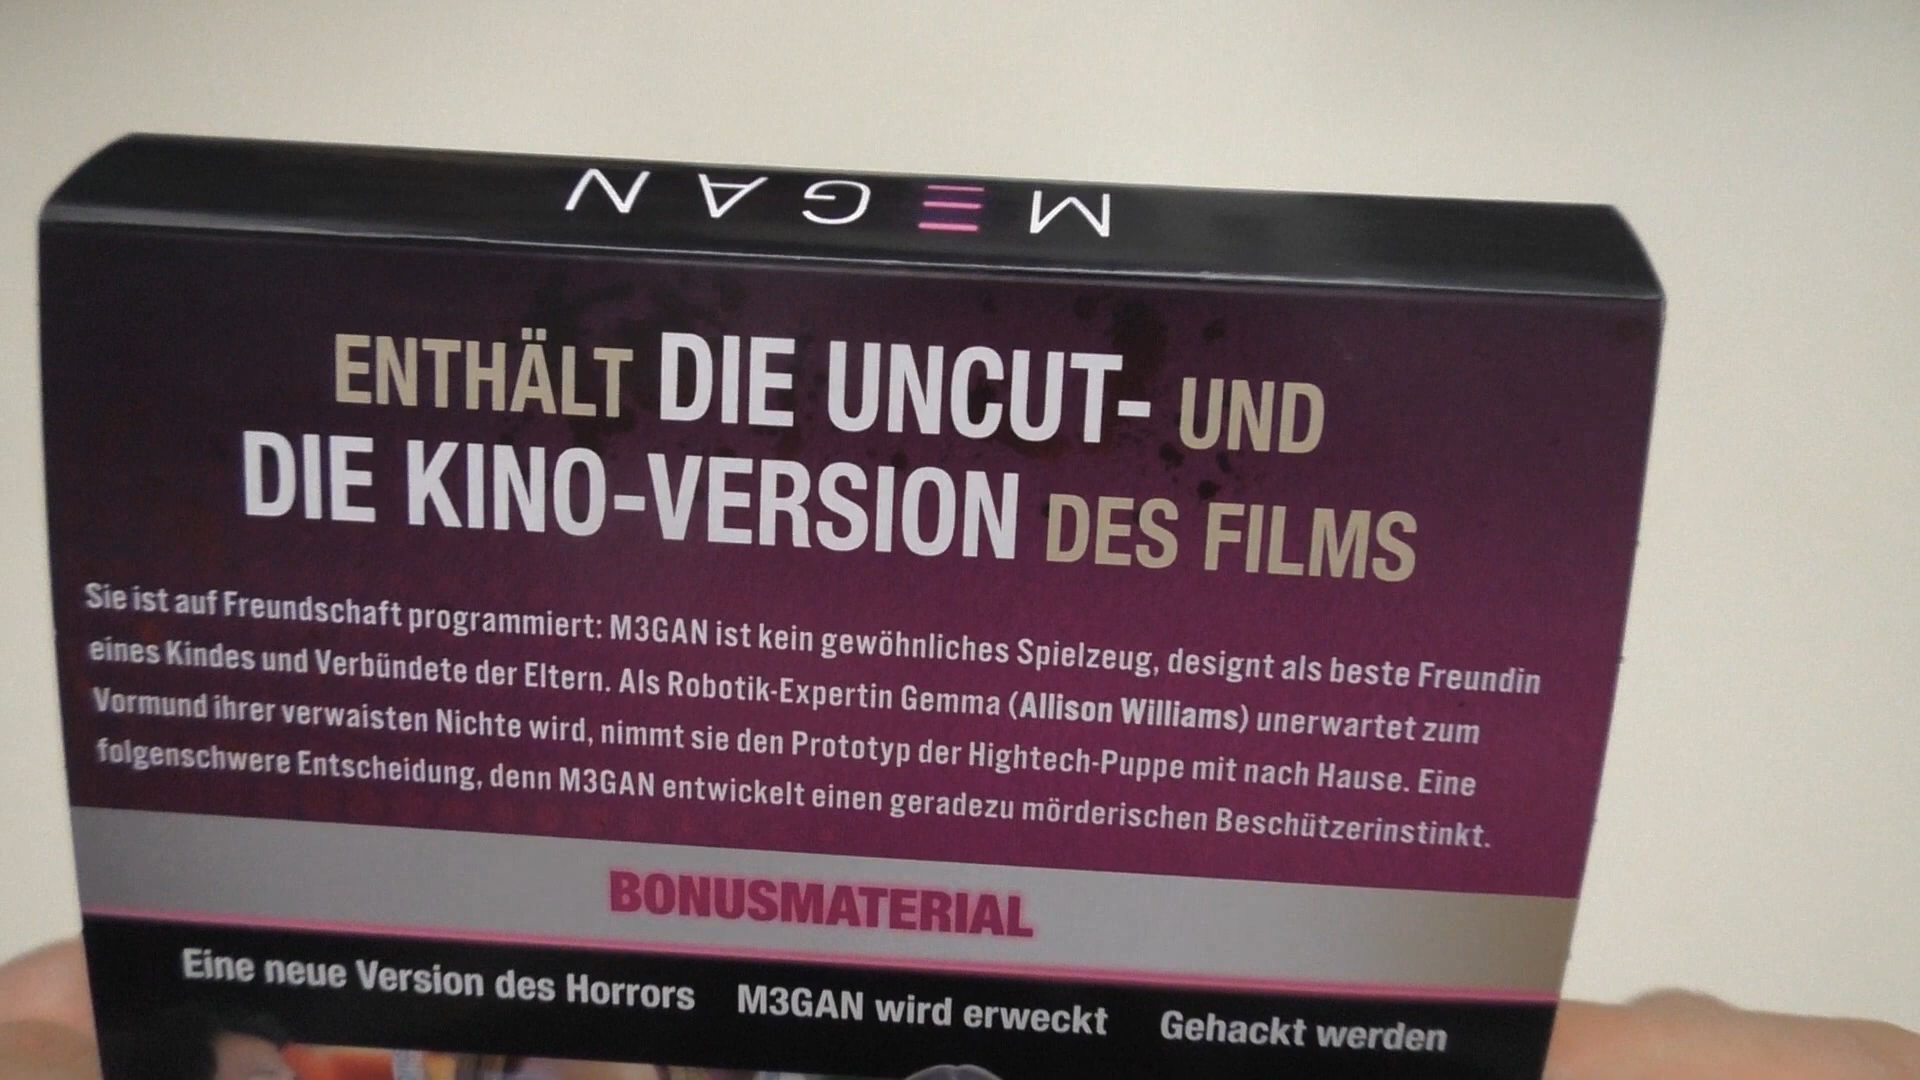 MEGAN
ENTHÄLT DIE UNCUT- UND
DIE KINO-VERSION DES FILMS
Sie ist auf Freundschaft programmiert: M3GAN ist kein gewöhnliches Spielzeug, designt als beste Freundin
eines Kindes und Verbündete der Eltern. Als Robotik-Expertin Gemma (Allison Williams) unerwartet zum
Vormund ihrer verwaisten Nichte wird, nimmt sie den Prototyp der Hightech-Puppe mit nach Hause. Eine
folgenschwere Entscheidung, denn M3GAN entwickelt einen geradezu mörderischen Beschützerinstinkt.
BONUSMATERIAL
Eine neue Version des Horrors M3GAN wird erweckt Gehackt werden